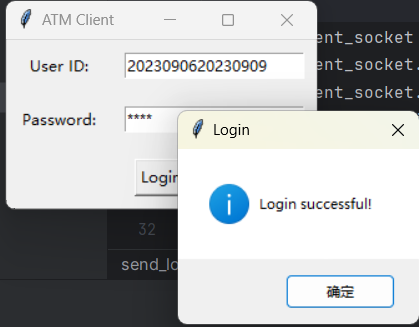 ATM Client
ent_socket
User ID:
2023090620230909
ent_socket.
ent_socket.
Password:
****
Login
Login
Login successful!
32
send_lo
确定